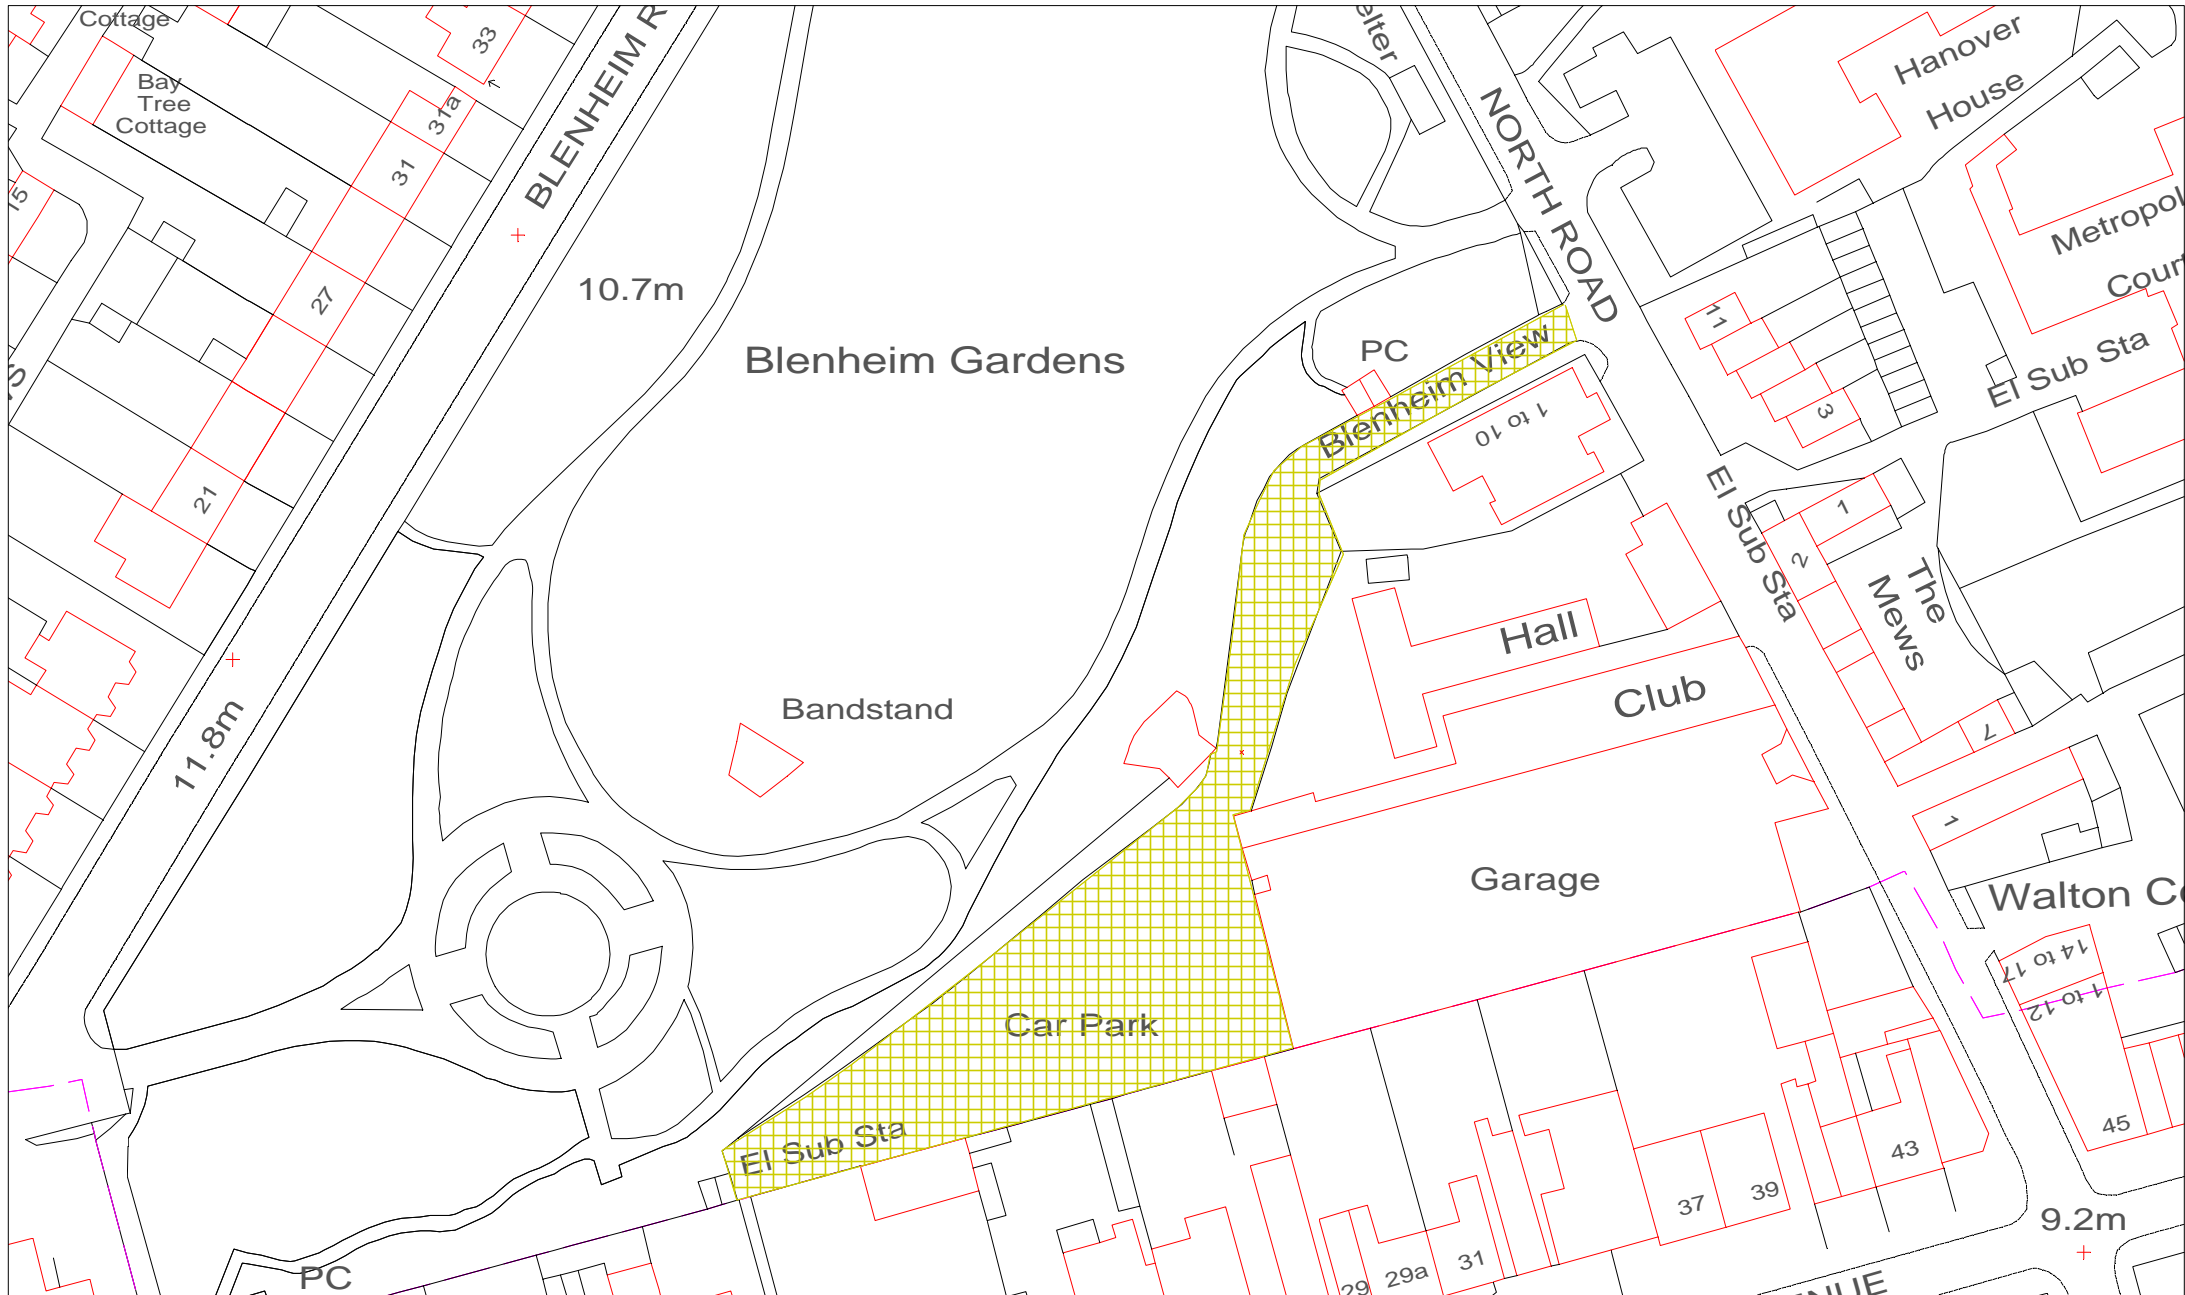 Cottage
Bay
Tree
Cottage
33
31a
31
27
21
15
BLENHEIM R
10.7m
11.8m
Blenheim Gardens
Bandstand
elter
NORTH ROAD
Hanover
House
Metropol
Court
El Sub Sta
PC
Blenheim View
1 to 10
11
3
El Sub Sta
1
2
The
Mews
7
Hall
Club
Garage
1
Walton Co
14 to 17
1 to 12
Car Park
El Sub Sta
PC
29
29a
31
37
39
43
45
9.2m
NUE